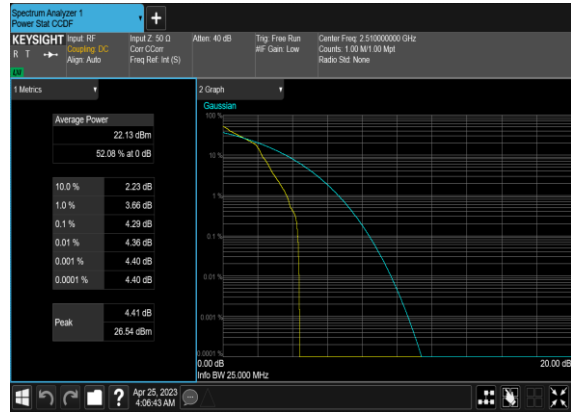 Spectrum Analyzer 1
Power Stat CCDF
+
KEYSIGHT
R T
LXI
Input: RF
Coupling: DC
Align: Auto
Input Z: 50 Ω
Corr CCorr
Freq Ref: Int (S)
Atten: 40 dB
Trig: Free Run
#IF Gain: Low
Center Freq: 2.510000000 GHz
Counts: 1.00 M/1.00 Mpt
Radio Std: None
1 Metrics
Average Power
22.13 dBm
52.08 % at 0 dB
10.0 % 2.23 dB
1.0 % 3.66 dB
0.1 % 4.29 dB
0.01 % 4.36 dB
0.001 % 4.40 dB
0.0001 % 4.40 dB
Peak
4.41 dB
26.54 dBm
2 Graph
Gaussian
100 %
10 %
1 %
0.1 %
0.01 %
0.001 %
0.0001 %
0.00 dB
20.00 dB
Info BW 25.000 MHz
?
Apr 25, 2023
4:06:43 AM